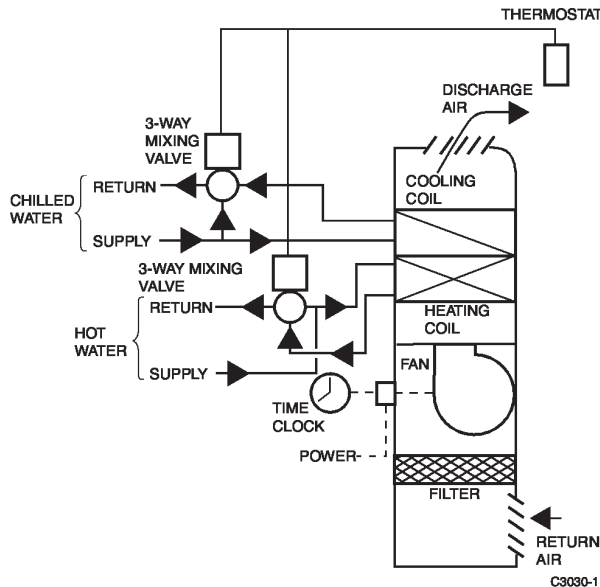 THERMOSTAT
DISCHARGE
AIR
3-WAY
MIXING
VALVE
COOLING
COIL
CHILLED
WATER
RETURN
SUPPLY
3-WAY MIXING
VALVE
HOT
WATER
RETURN
SUPPLY
HEATING
COIL
FAN
TIME
CLOCK
POWER
FILTER
RETURN
AIR
C3030-1